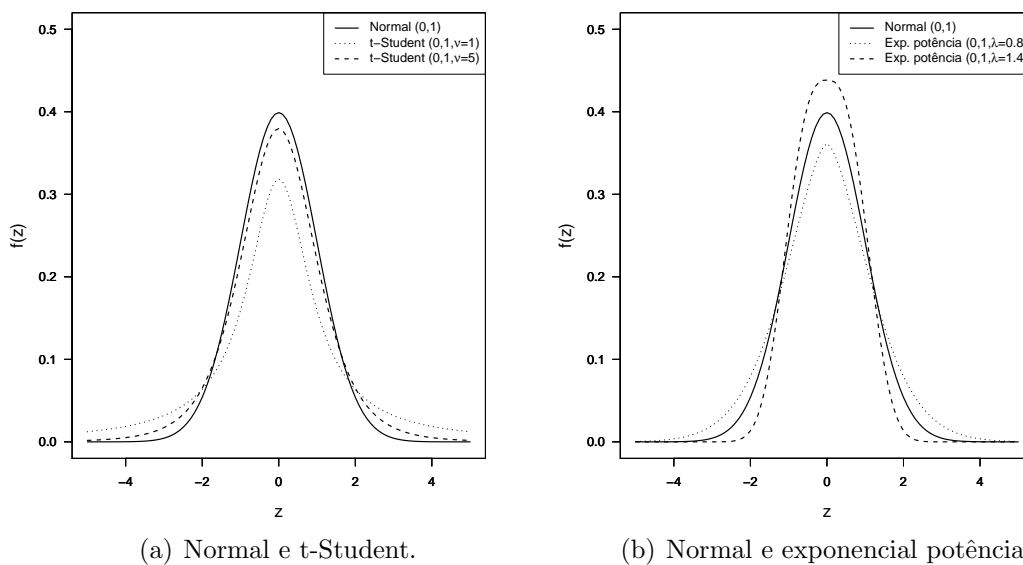 Normal (0,1)
t−Student (0,1,ν=1)
t−Student (0,1,ν=5)
0.5
0.4
0.3
0.2
0.1
0.0
f(z)
−4 −2 0 2 4
z
(a) Normal e t-Student.
Normal (0,1)
Exp. potência (0,1,λ=0.8
Exp. potência (0,1,λ=1.4
0.5
0.4
0.3
0.2
0.1
0.0
f(z)
−4 −2 0 2 4
z
(b) Normal e exponencial potência